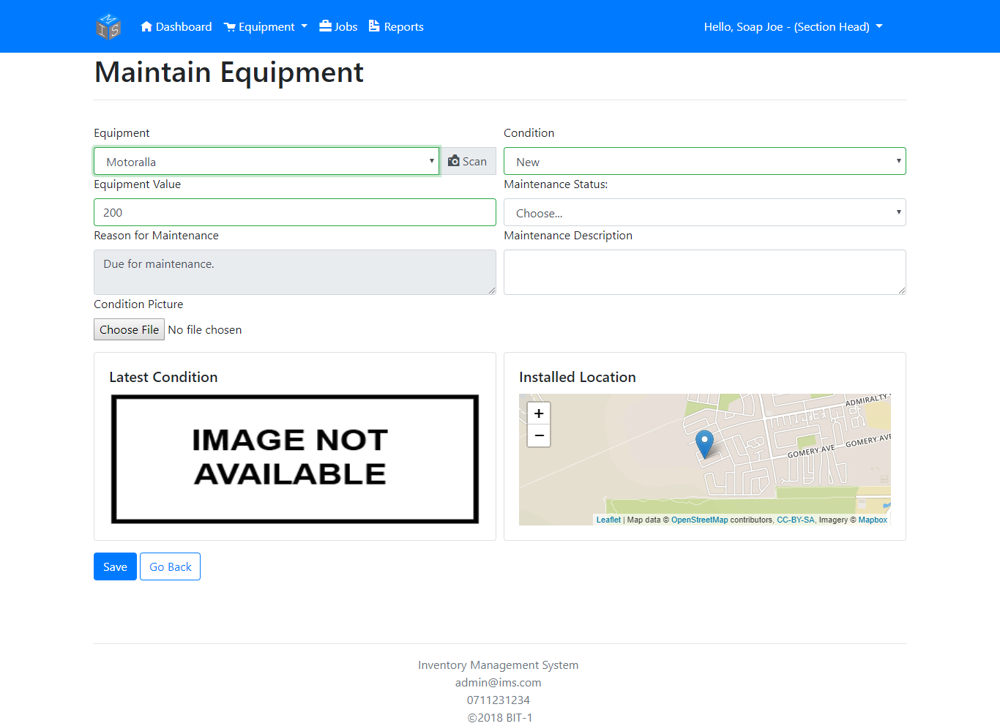 MIS
Dashboard Equipment Jobs Reports Hello, Soap Joe - (Section Head)
Maintain Equipment
Equipment Condition
Motoralla Scan New
Equipment Value Maintenance Status:
200 Choose...
Reason for Maintenance Maintenance Description
Due for maintenance.
Condition Picture
Choose File No file chosen
Latest Condition
IMAGE NOT
AVAILABLE
Installed Location
+
−
ADMIRALTY
GOMERY AVE GOMERY AVE
Leaflet | Map data © OpenStreetMap contributors, CC-BY-SA, Imagery © Mapbox
Save Go Back
Inventory Management System
admin@ims.com
0711231234
©2018 BIT-1